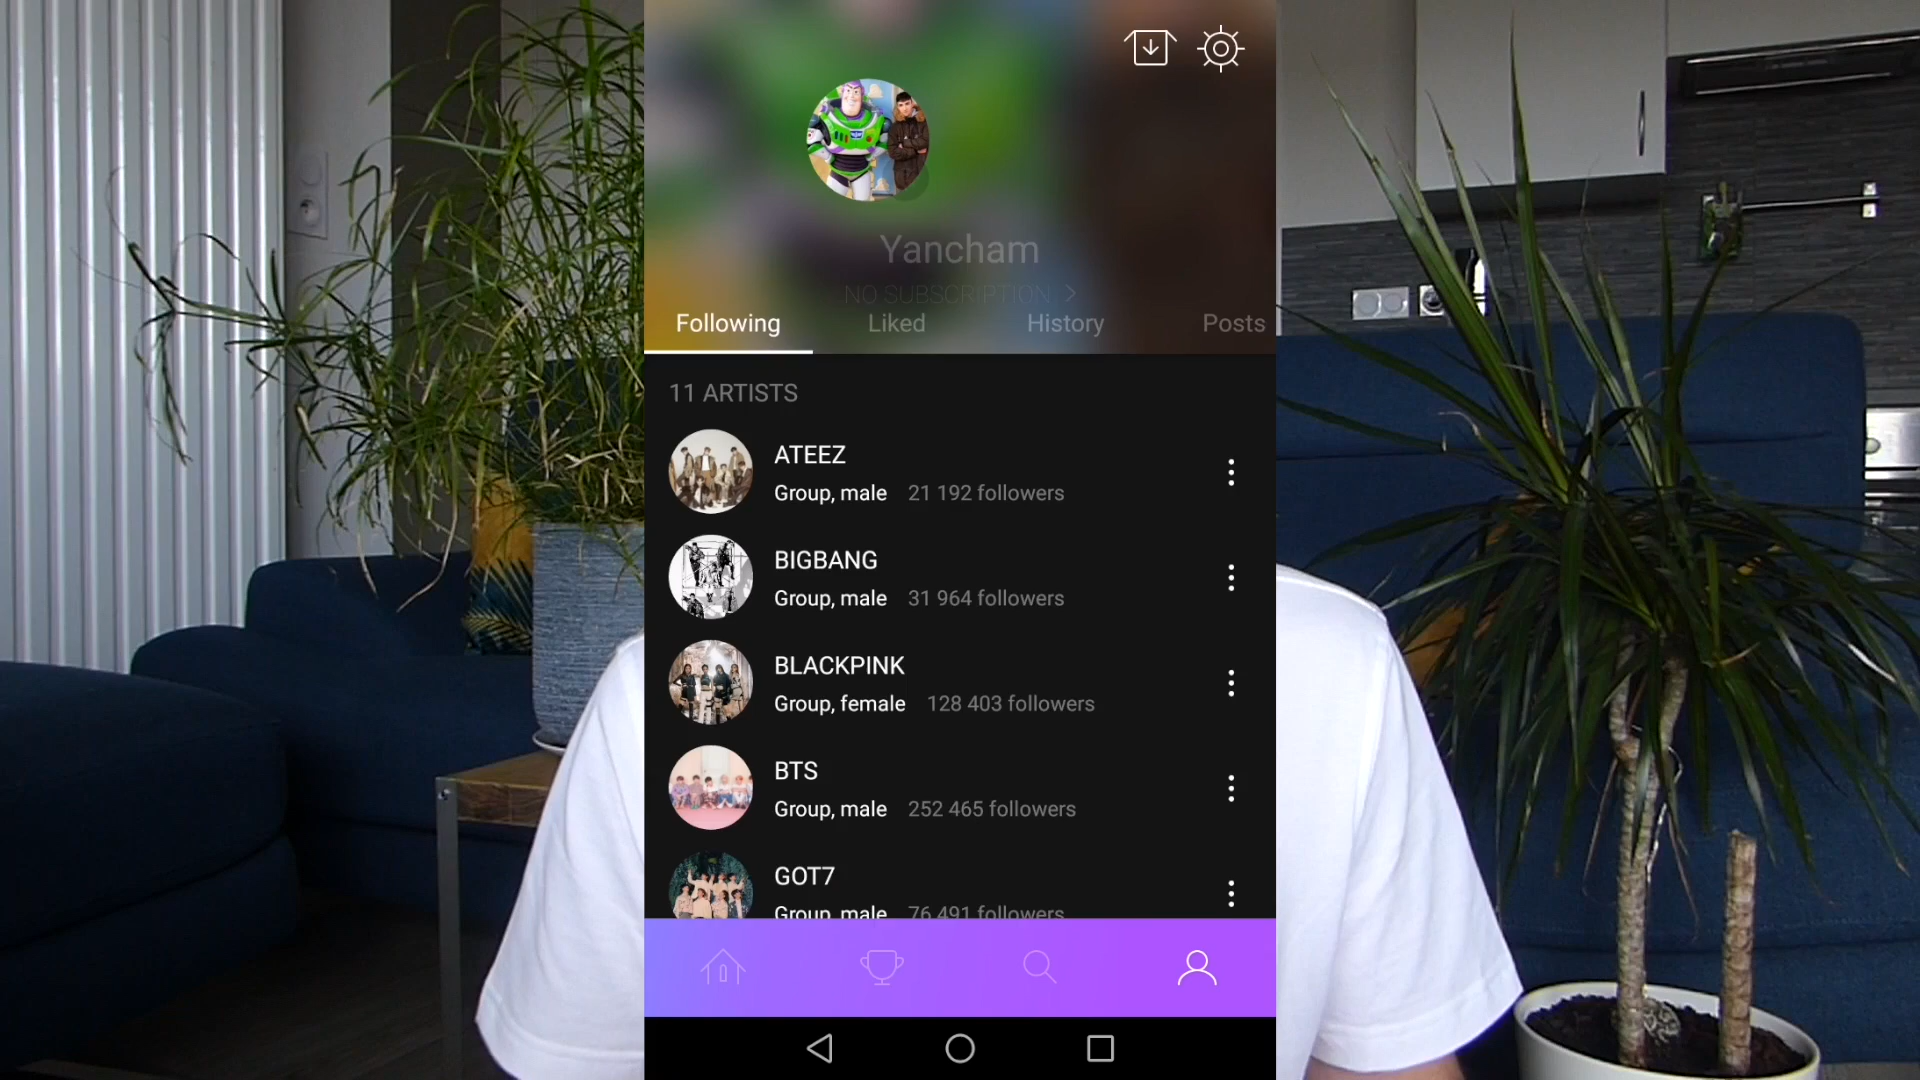 Yancham
NO SUBSCRIPTION
Following Liked History Posts
11 ARTISTS
ATEEZ
Group, male 21 192 followers
BIGBANG
Group, male 31 964 followers
BLACKPINK
Group, female 128 403 followers
BTS
Group, male 252 465 followers
GOT7
Group, male 76 491 followers